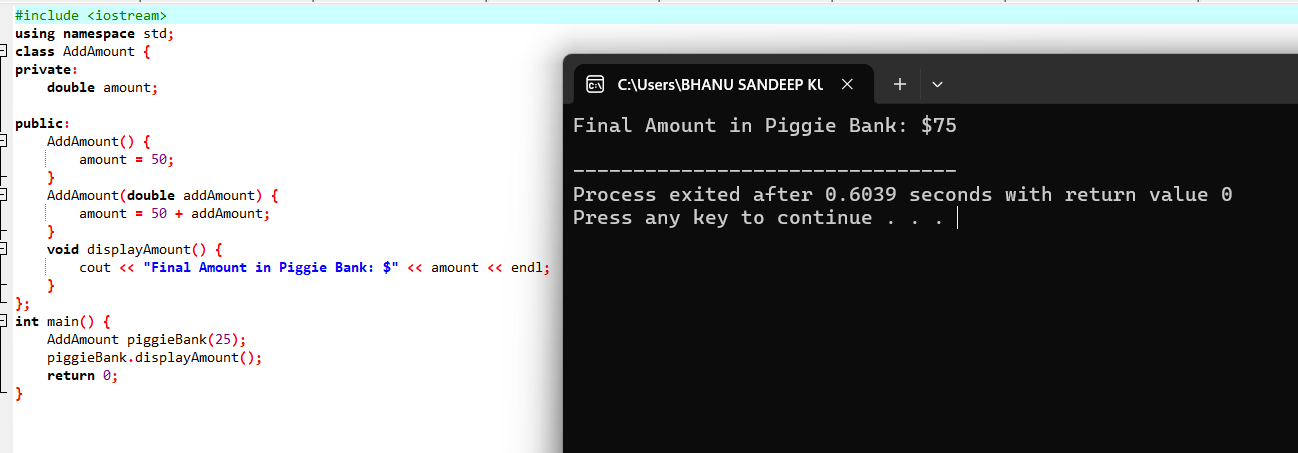 #include <iostream>
using namespace std;
class AddAmount {
private:
    double amount;

public:
    AddAmount() {
        amount = 50;
    }
    AddAmount(double addAmount) {
        amount = 50 + addAmount;
    }
    void displayAmount() {
        cout << "Final Amount in Piggie Bank: $" << amount << endl;
    }
};
int main() {
    AddAmount piggieBank(25);
    piggieBank.displayAmount();
    return 0;
}
C:\Users\BHANU SANDEEP KU
Final Amount in Piggie Bank: $75

--------------------------------
Process exited after 0.6039 seconds with return value 0
Press any key to continue . . .